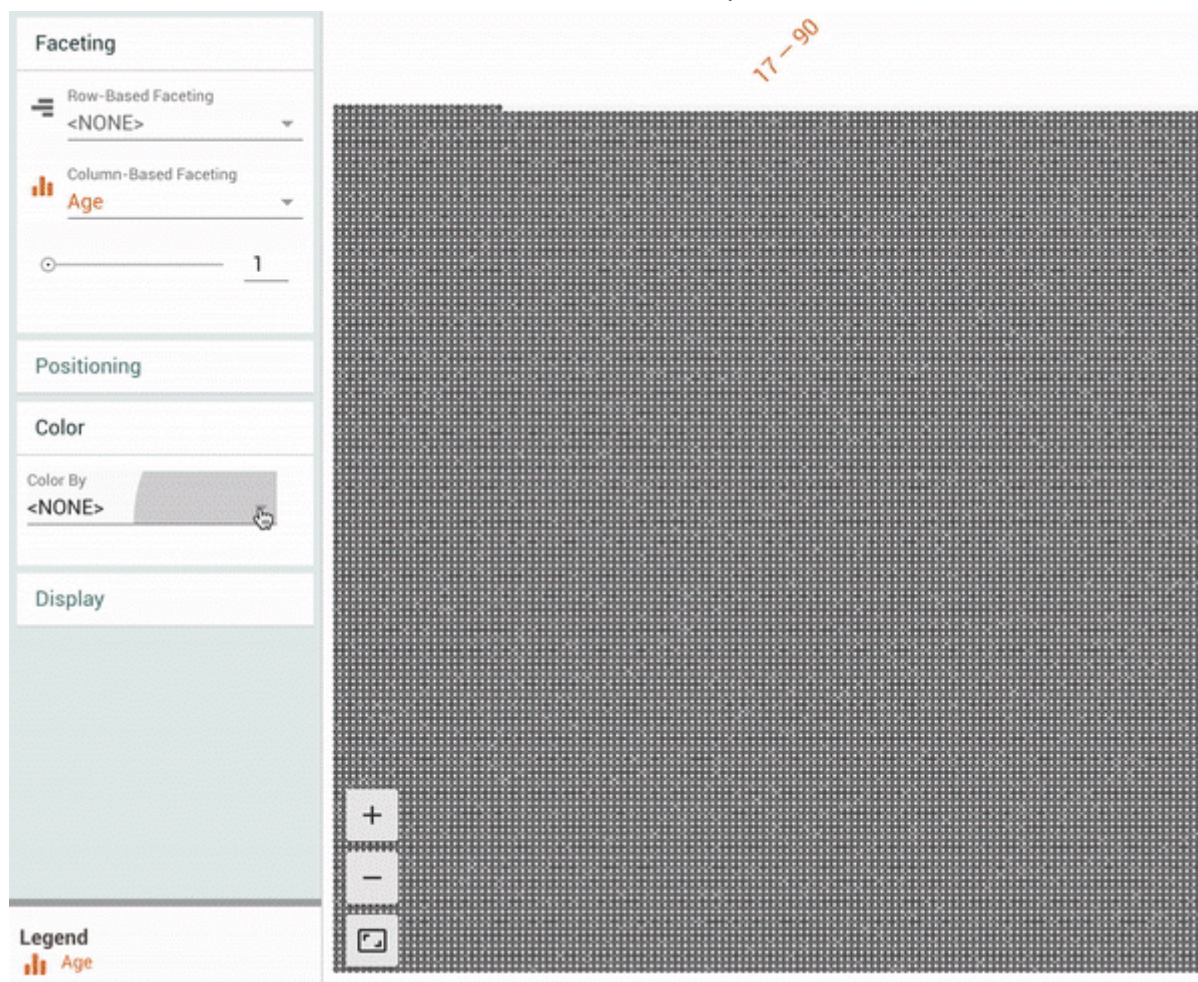 Faceting
Row-Based Faceting
<NONE>
Column-Based Faceting
Age
1
Positioning
Color
Color By
<NONE>
Display
Legend
Age
17 – 90
+
−